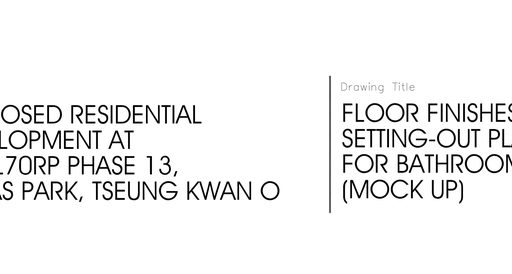 OSED RESIDENTIAL
LOPMENT AT
L70RP PHASE 13,
AS PARK, TSEUNG KWAN O
Drawing Title
FLOOR FINISHES
SETTING-OUT PLA
FOR BATHROOM
(MOCK UP)